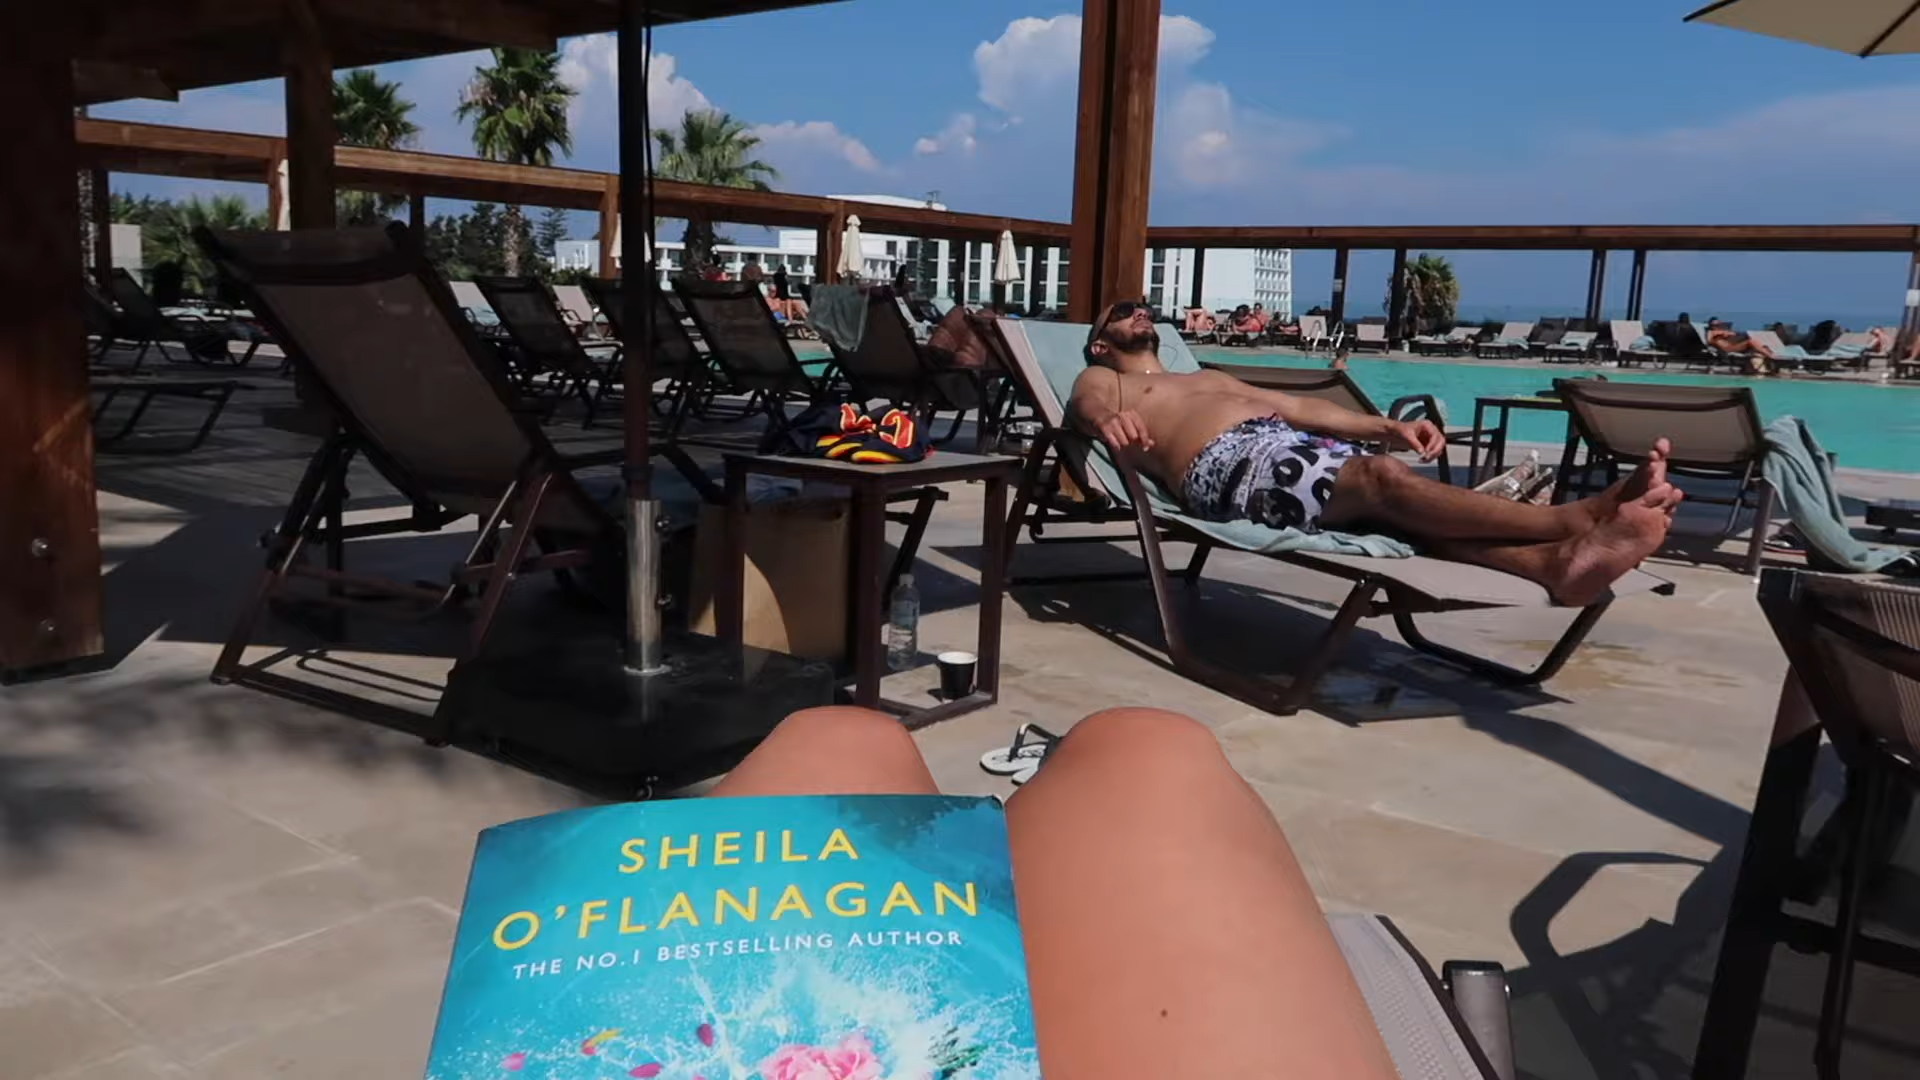 SHEILA
O'FLANAGAN
THE NO.1 BESTSELLING AUTHOR